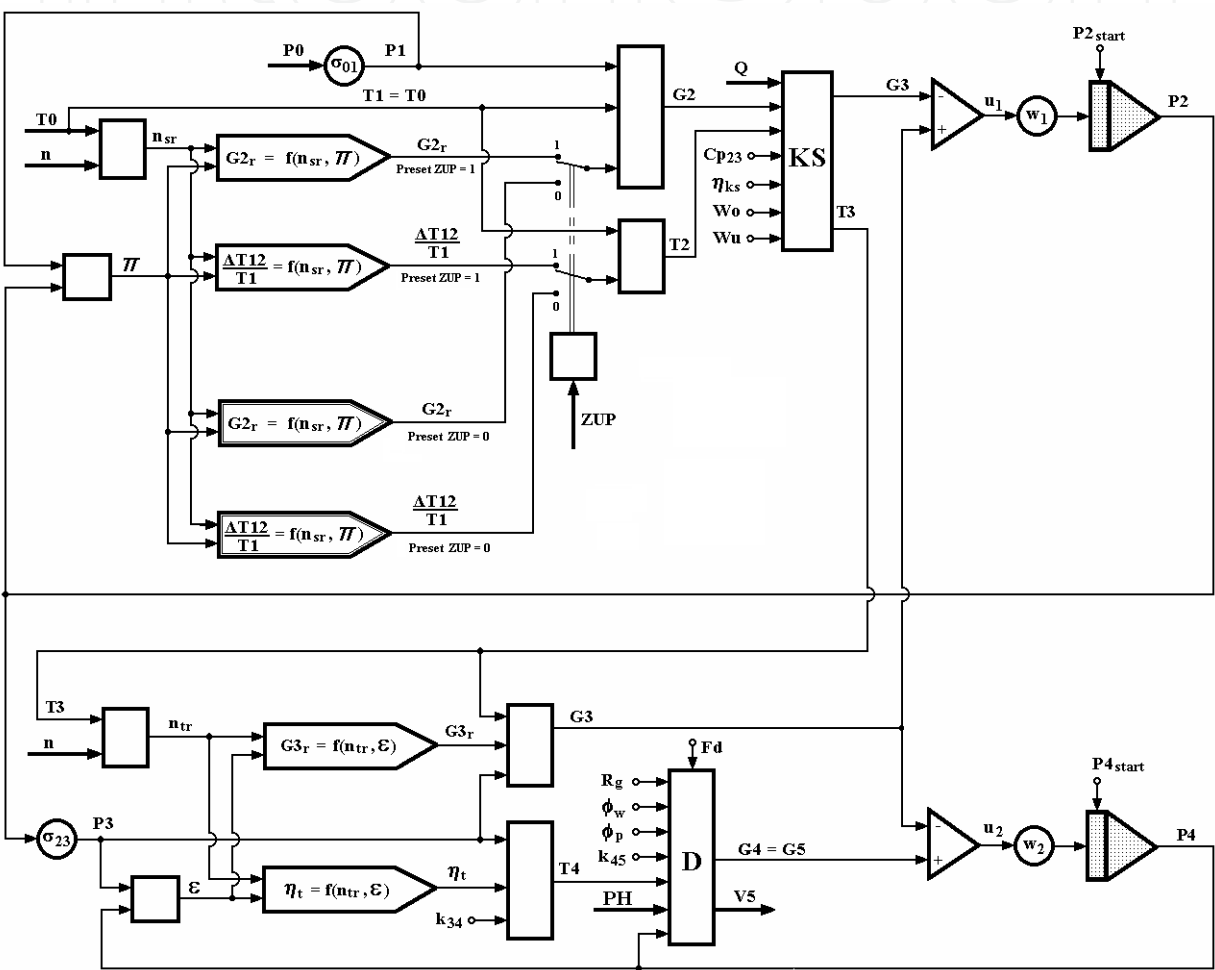 P2start
P0
σ01
P1
T1 = T0
T0
n
nsr
G2r = f(nsr, π)
G2r
Preset ZUP = 1
1
0
G2
Q
Cp23
ηks
Wo
Wu
KS
G3
T3
-
+
u1
w1
P2
π
ΔT12
T1
= f(nsr, π)
ΔT12
T1
Preset ZUP = 1
1
0
T2
ZUP
G2r = f(nsr, π)
G2r
Preset ZUP = 0
ΔT12
T1
= f(nsr, π)
ΔT12
T1
Preset ZUP = 0
T3
n
ntr
G3r = f(ntr, ε)
G3r
G3
Fd
Rg
ϕw
ϕp
k45
PH
D
G4 = G5
V5
P4start
-
+
u2
w2
P4
σ23
P3
ε
ηt = f(ntr, ε)
ηt
k34
T4